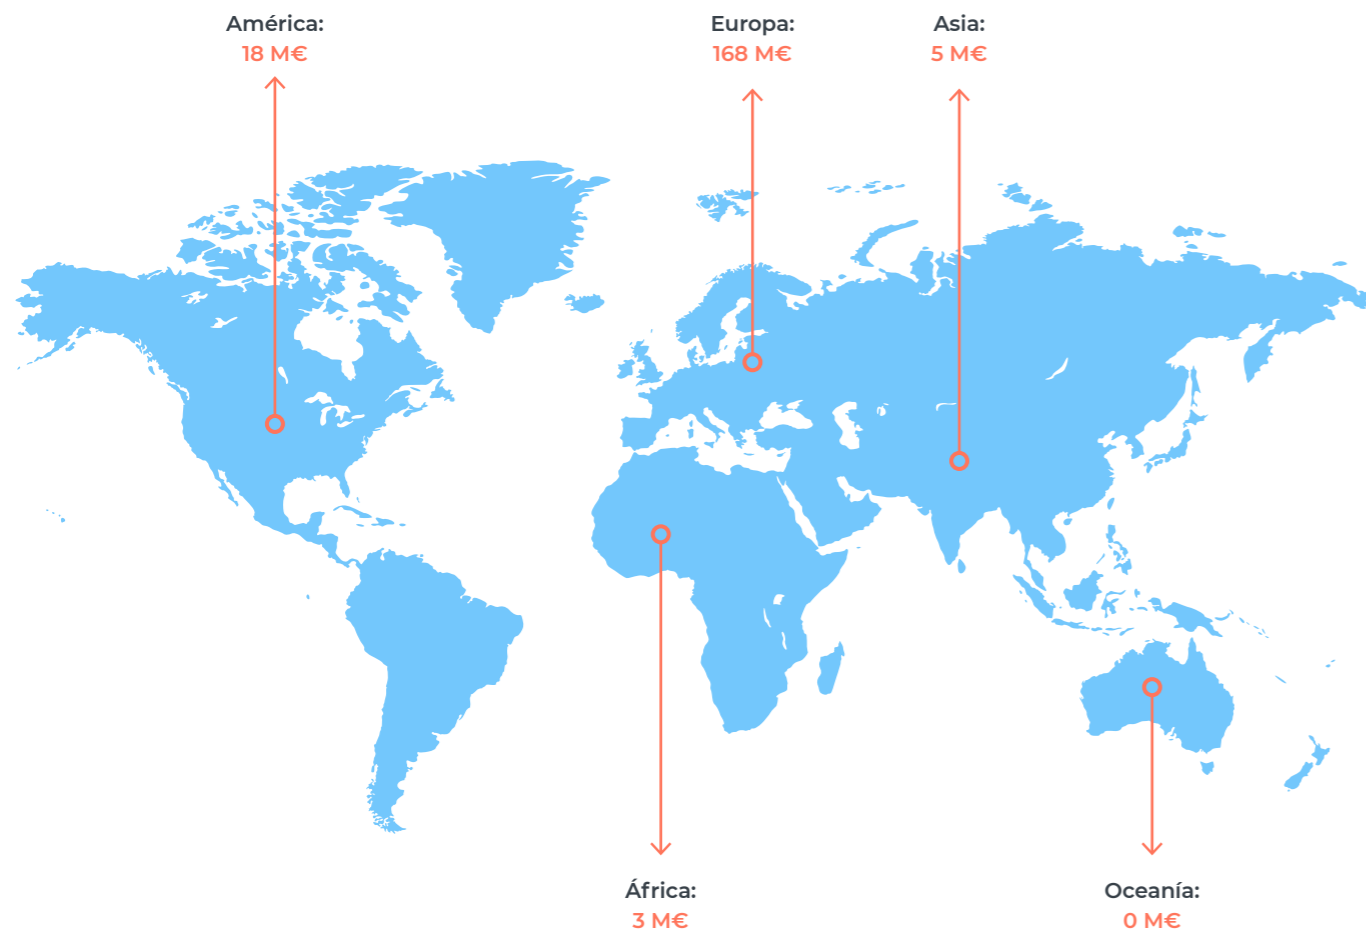 América:
18 M€
Europa:
168 M€
Asia:
5 M€
África:
3 M€
Oceanía:
0 M€